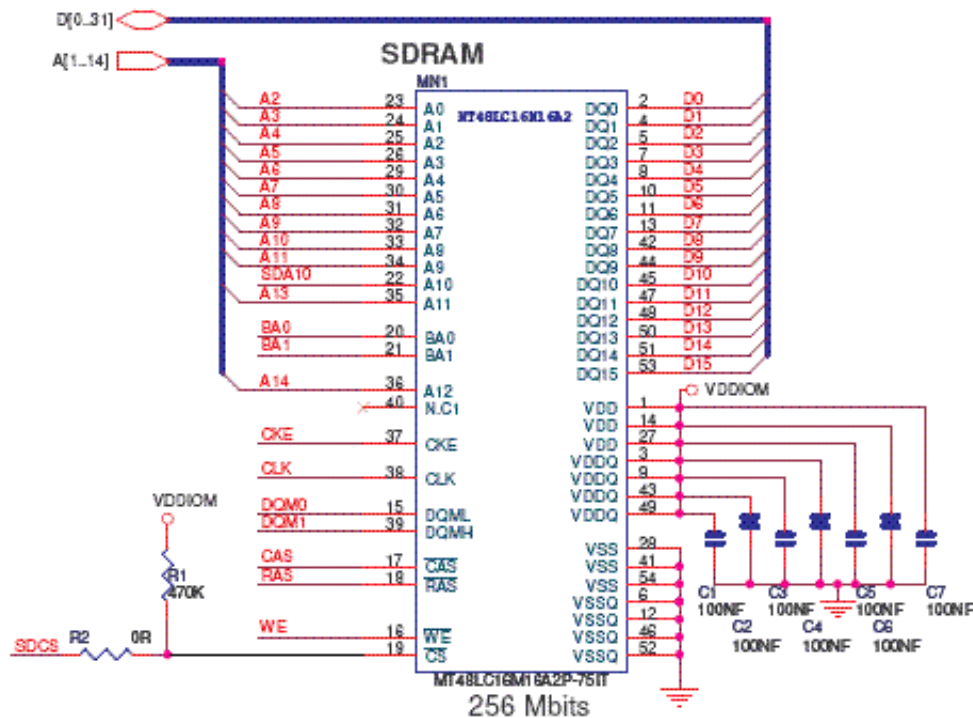 D[0..31]
A[1..14]
SDRAM
MN1
MT48LC16M16A2
A2 23 A0 DQ0 2 D0
A3 24 A1 DQ1 4 D1
A4 25 A2 DQ2 5 D2
A5 26 A3 DQ3 7 D3
A6 29 A4 DQ4 8 D4
A7 30 A5 DQ5 10 D5
A8 31 A6 DQ6 11 D6
A9 32 A7 DQ7 13 D7
A10 33 A8 DQ8 42 D8
A11 34 A9 DQ9 44 D9
SDA10 22 A10 DQ10 45 D10
A13 35 A11 DQ11 47 D11
DQ12 48 D12
BA0 20 BA0 DQ13 50 D13
BA1 21 BA1 DQ14 51 D14
DQ15 53 D15
A14 36 A12
VDDIOM
40 N.C1 VDD 1
VDD 14
CKE 37 CKE VDD 27
VDDQ 3
CLK 38 CLK VDDQ 9
VDDQ 43
DQM0 15 DQML VDDQ 49
DQM1 39 DQMH
VDDIOM
VSS 28
CAS 17 CAS VSS 41
RAS 18 RAS VSS 54
VSSQ 6
VSSQ 12
WE 16 WE VSSQ 46
19 CS VSSQ 52
R1
470K
SDCS R2 0R
C1 C3 C5 C7
100NF 100NF 100NF 100NF
C2 C4 C6
100NF 100NF 100NF
MT48LC16M16A2P-75IT
256 Mbits